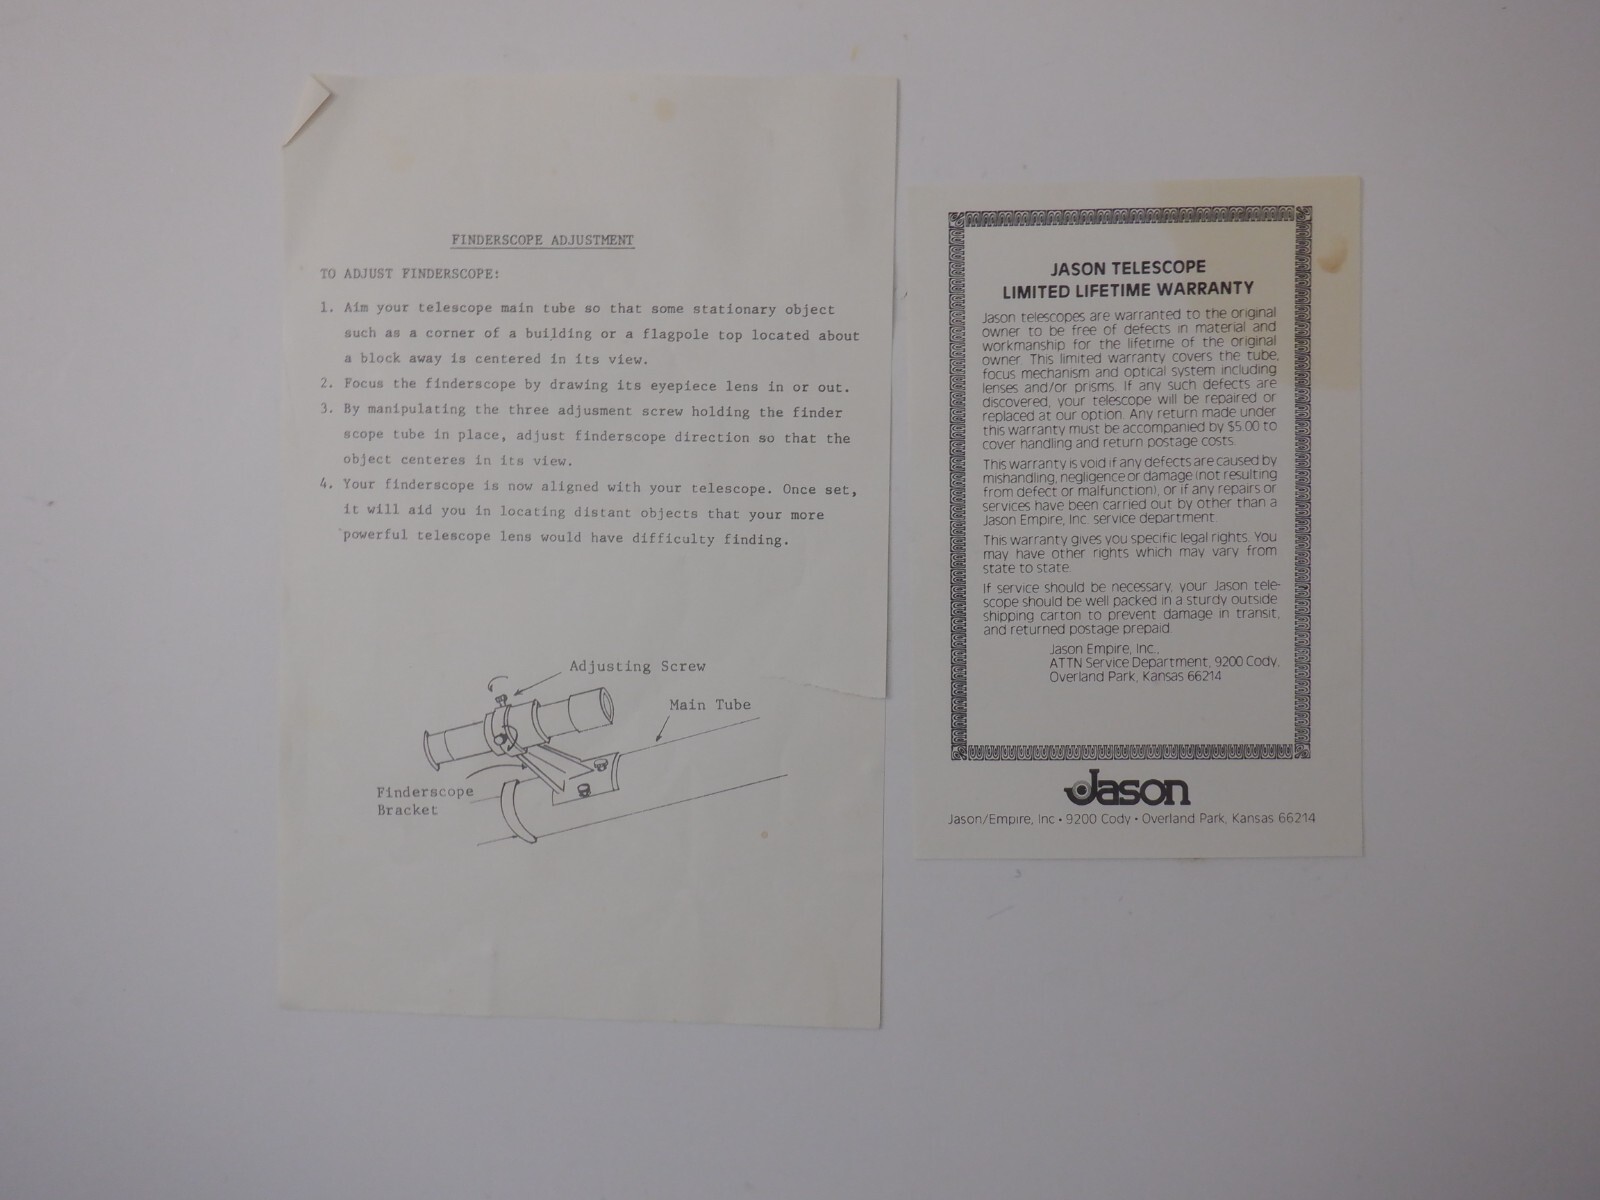 FINDERSCOPE ADJUSTMENT
TO ADJUST FINDERSCOPE:
1. Aim your telescope main tube so that some stationary object
such as a corner of a building or a flagpole top located about
a block away is centered in its view.
2. Focus the finderscope by drawing its eyepiece lens in or out.
3. By manipulating the three adjusment screw holding the finder
scope tube in place, adjust finderscope direction so that the
object centeres in its view.
4. Your finderscope is now aligned with your telescope. Once set,
it will aid you in locating distant objects that your more
powerful telescope lens would have difficulty finding.
Adjusting Screw
Main Tube
Finderscope
Bracket
JASON TELESCOPE
LIMITED LIFETIME WARRANTY
Jason telescopes are warranted to the original
owner to be free of defects in material and
workmanship for the lifetime of the original
owner. This limited warranty covers the tube,
focus mechanism and optical system including
lenses and/or prisms. If any such defects are
discovered, your telescope will be repaired or
replaced at our option. Any return made under
this warranty must be accompanied by $5.00 to
cover handling and return postage costs.
This warranty is void if any defects are caused by
mishandling, negligence or damage (not resulting
from defect or malfunction), or if any repairs or
services have been carried out by other than a
Jason Empire, Inc. service department.
This warranty gives you specific legal rights. You
may have other rights which may vary from
state to state.
If service should be necessary, your Jason tele-
scope should be well packed in a sturdy outside
shipping carton to prevent damage in transit,
and returned postage prepaid.
Jason Empire, Inc.,
ATTN Service Department, 9200 Cody,
Overland Park, Kansas 66214
Jason
Jason/Empire, Inc • 9200 Cody • Overland Park, Kansas 66214